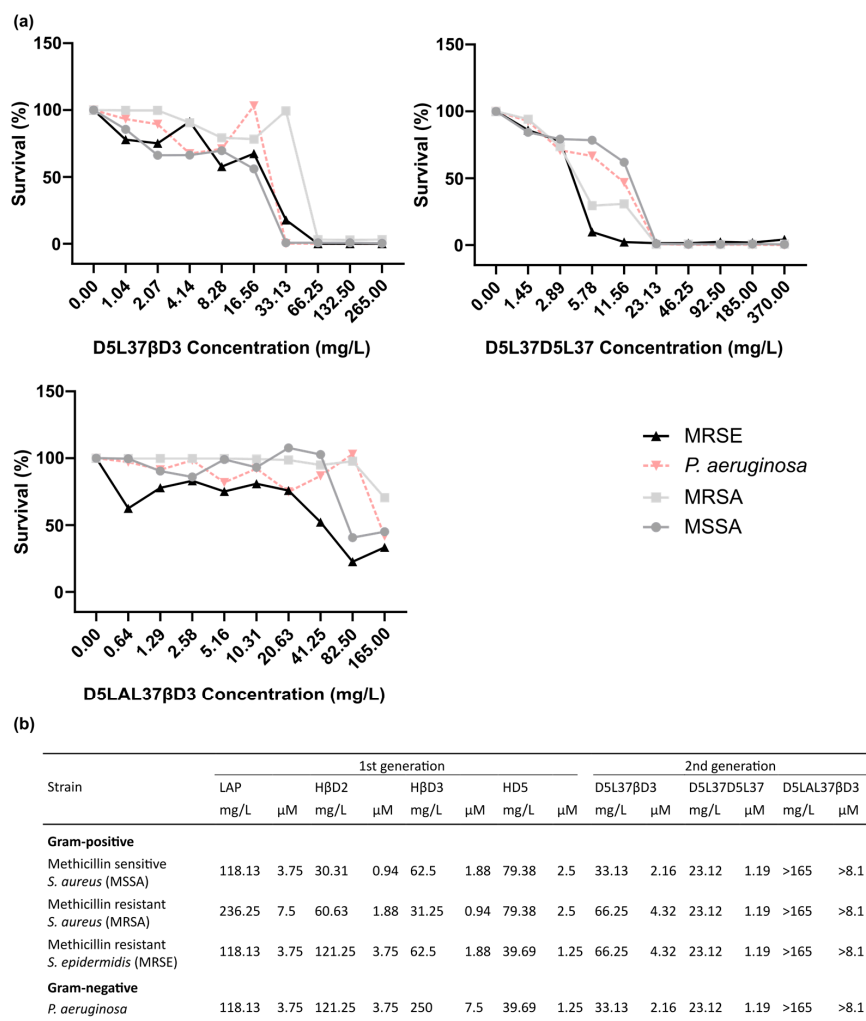 (a)
150
100
50
0
Survival (%)
0.00 1.04 2.07 4.14 8.28 16.56 33.13 66.25 132.50 265.00
D5L37βD3 Concentration (mg/L)
150
100
50
0
Survival (%)
0.00 1.45 2.89 5.78 11.56 23.13 46.25 92.50 185.00 370.00
D5L37D5L37 Concentration (mg/L)
150
100
50
0
Survival (%)
0.00 0.64 1.29 2.58 5.16 10.31 20.63 41.25 82.50 165.00
D5LAL37βD3 Concentration (mg/L)
MRSE
P. aeruginosa
MRSA
MSSA
(b)
1st generation 2nd generation
Strain LAP HβD2 HβD3 HD5 D5L37βD3 D5L37D5L37 D5LAL37βD3
mg/L μM mg/L μM mg/L μM mg/L μM mg/L μM mg/L μM mg/L μM
Gram-positive
Methicillin sensitive
S. aureus (MSSA) 118.13 3.75 30.31 0.94 62.5 1.88 79.38 2.5 33.13 2.16 23.12 1.19 >165 >8.1
Methicillin resistant
S. aureus (MRSA) 236.25 7.5 60.63 1.88 31.25 0.94 79.38 2.5 66.25 4.32 23.12 1.19 >165 >8.1
Methicillin resistant
S. epidermidis (MRSE) 118.13 3.75 121.25 3.75 62.5 1.88 39.69 1.25 66.25 4.32 23.12 1.19 >165 >8.1
Gram-negative
P. aeruginosa 118.13 3.75 121.25 3.75 250 7.5 39.69 1.25 33.13 2.16 23.12 1.19 >165 >8.1